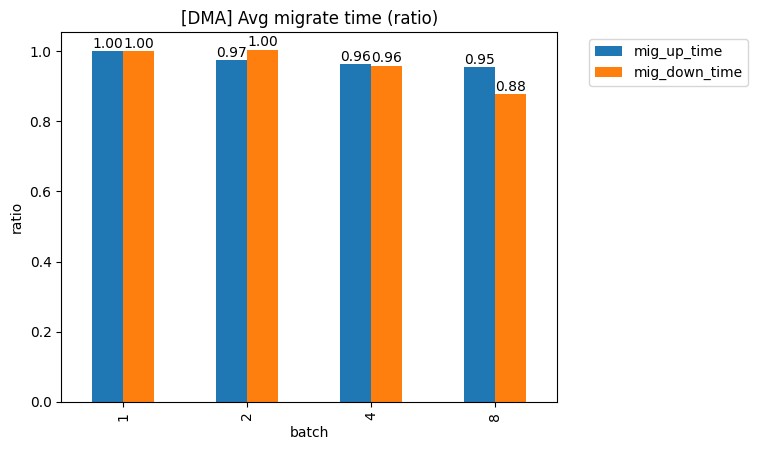 [DMA] Avg migrate time (ratio)
mig_up_time
mig_down_time
1.00 1.00
0.97 1.00
0.96 0.96
0.95 0.88
1.0
0.8
0.6
0.4
0.2
0.0
ratio
1 2 4 8
batch